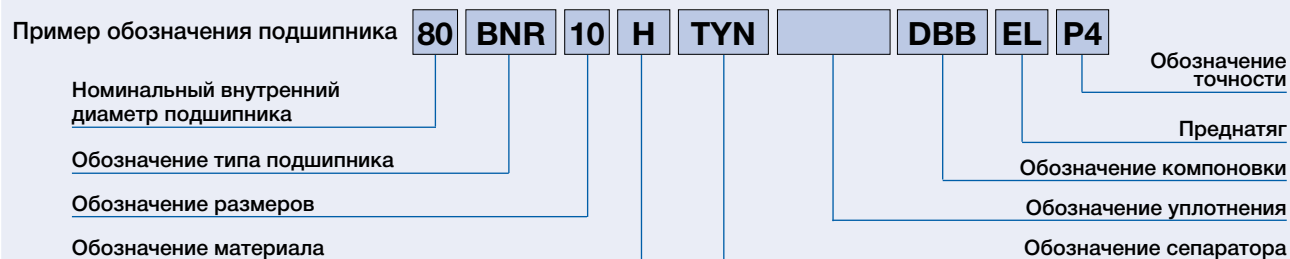 Пример обозначения подшипника 80 BNR 10 H TYN DBB EL P4
Номинальный внутренний
диаметр подшипника
Обозначение типа подшипника
Обозначение размеров
Обозначение материала
Обозначение
точности
Преднатяг
Обозначение компоновки
Обозначение уплотнения
Обозначение сепаратора